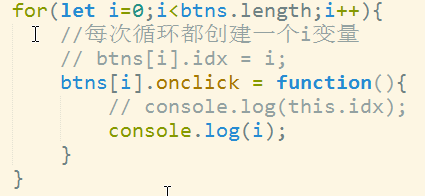 for(let i=0;i<btns.length;i++){
//每次循环都创建一个i变量
// btns[i].idx = i;
btns[i].onclick = function(){
// console.log(this.idx);
console.log(i);
}
}